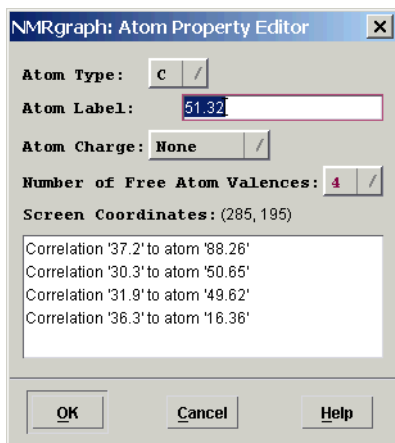 NMRgraph: Atom Property Editor
Atom Type: C
Atom Label: 51.32
Atom Charge: None
Number of Free Atom Valences: 4
Screen Coordinates: (285, 195)
Correlation '37.2' to atom '88.26'
Correlation '30.3' to atom '50.65'
Correlation '31.9' to atom '49.62'
Correlation '36.3' to atom '16.36'
OK Cancel Help